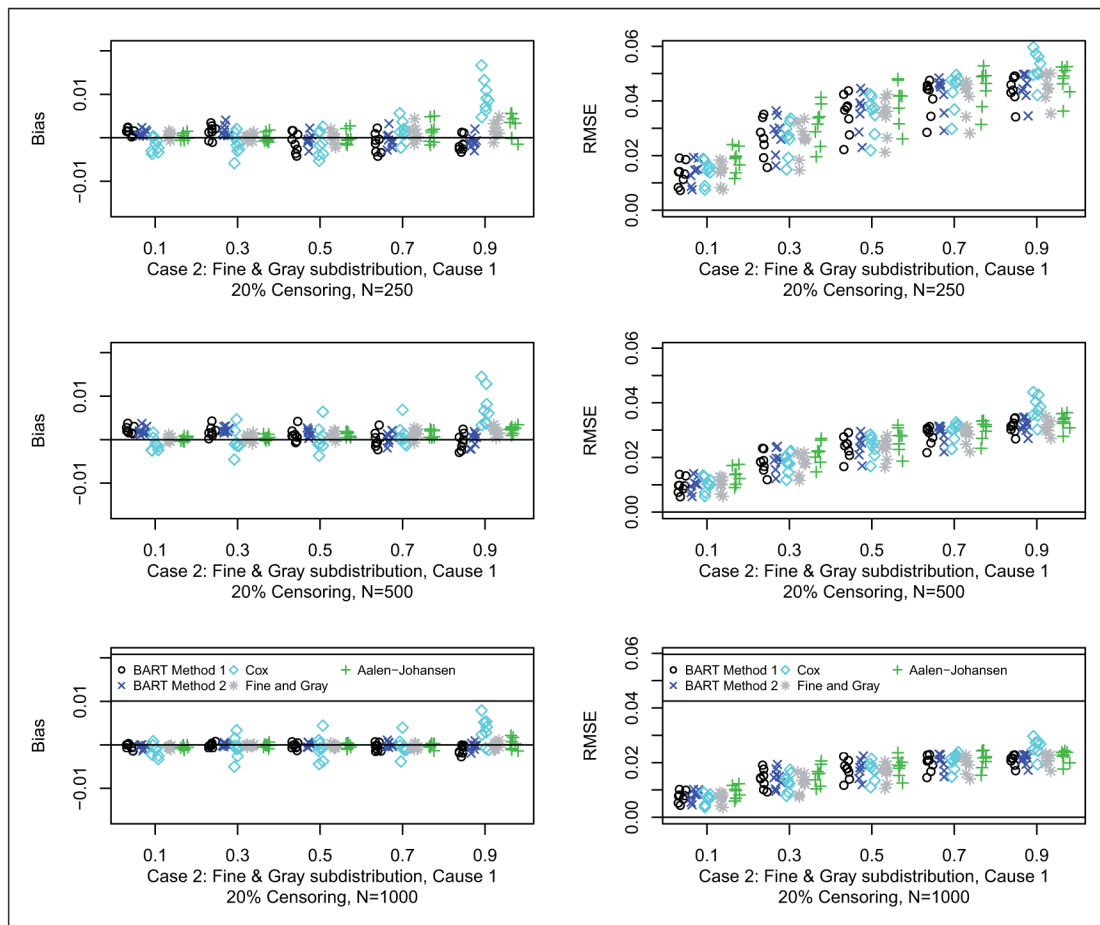 Bias
0.01
−0.01
0.1 0.3 0.5 0.7 0.9
Case 2: Fine & Gray subdistribution, Cause 1
20% Censoring, N=250
RMSE
0.06
0.04
0.02
0.00
0.1 0.3 0.5 0.7 0.9
Case 2: Fine & Gray subdistribution, Cause 1
20% Censoring, N=250
Bias
0.01
−0.01
0.1 0.3 0.5 0.7 0.9
Case 2: Fine & Gray subdistribution, Cause 1
20% Censoring, N=500
RMSE
0.06
0.04
0.02
0.00
0.1 0.3 0.5 0.7 0.9
Case 2: Fine & Gray subdistribution, Cause 1
20% Censoring, N=500
Bias
0.01
−0.01
BART Method 1 Cox Aalen−Johansen
BART Method 2 Fine and Gray
0.1 0.3 0.5 0.7 0.9
Case 2: Fine & Gray subdistribution, Cause 1
20% Censoring, N=1000
RMSE
0.06
0.04
0.02
0.00
BART Method 1 Cox Aalen−Johansen
BART Method 2 Fine and Gray
0.1 0.3 0.5 0.7 0.9
Case 2: Fine & Gray subdistribution, Cause 1
20% Censoring, N=1000